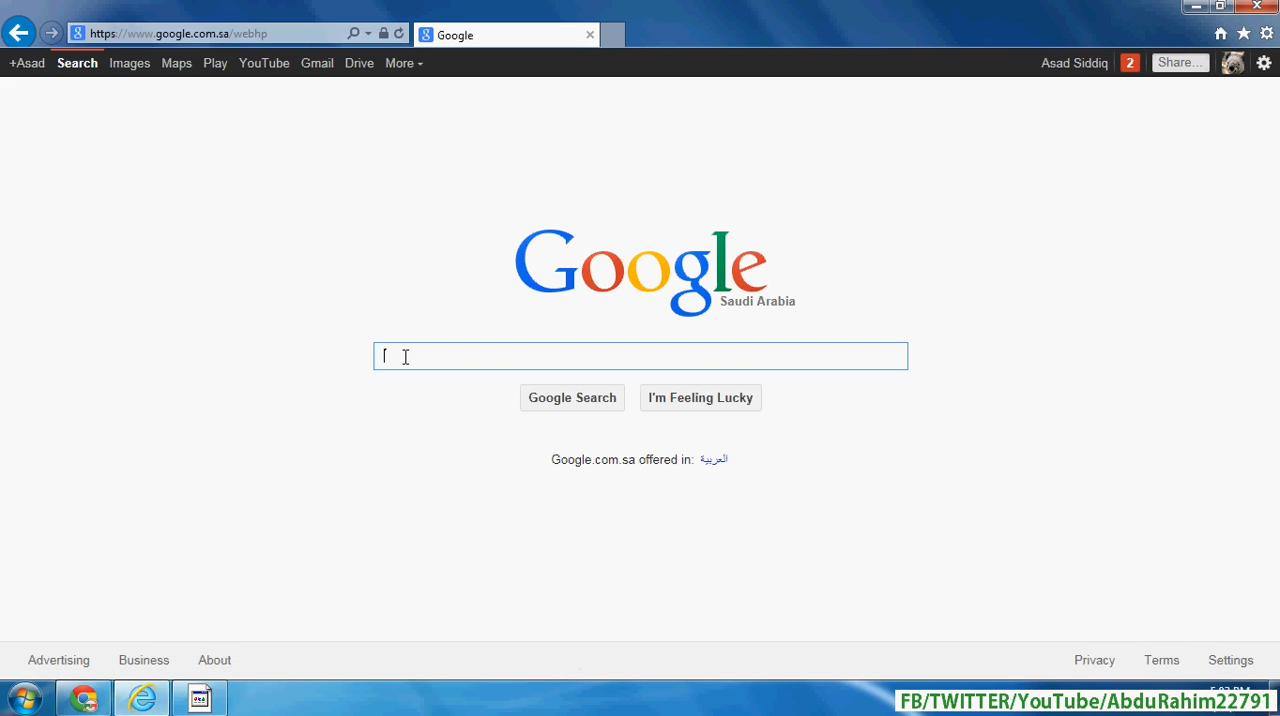 https://www.google.com.sa/webhp
Google
+Asad Search Images Maps Play YouTube Gmail Drive More
Asad Siddiq 2 Share...
Google
Saudi Arabia
Google Search I'm Feeling Lucky
Google.com.sa offered in: العربية
Advertising Business About
Privacy Terms Settings
FB/TWITTER/YouTube/AbduRahim22791